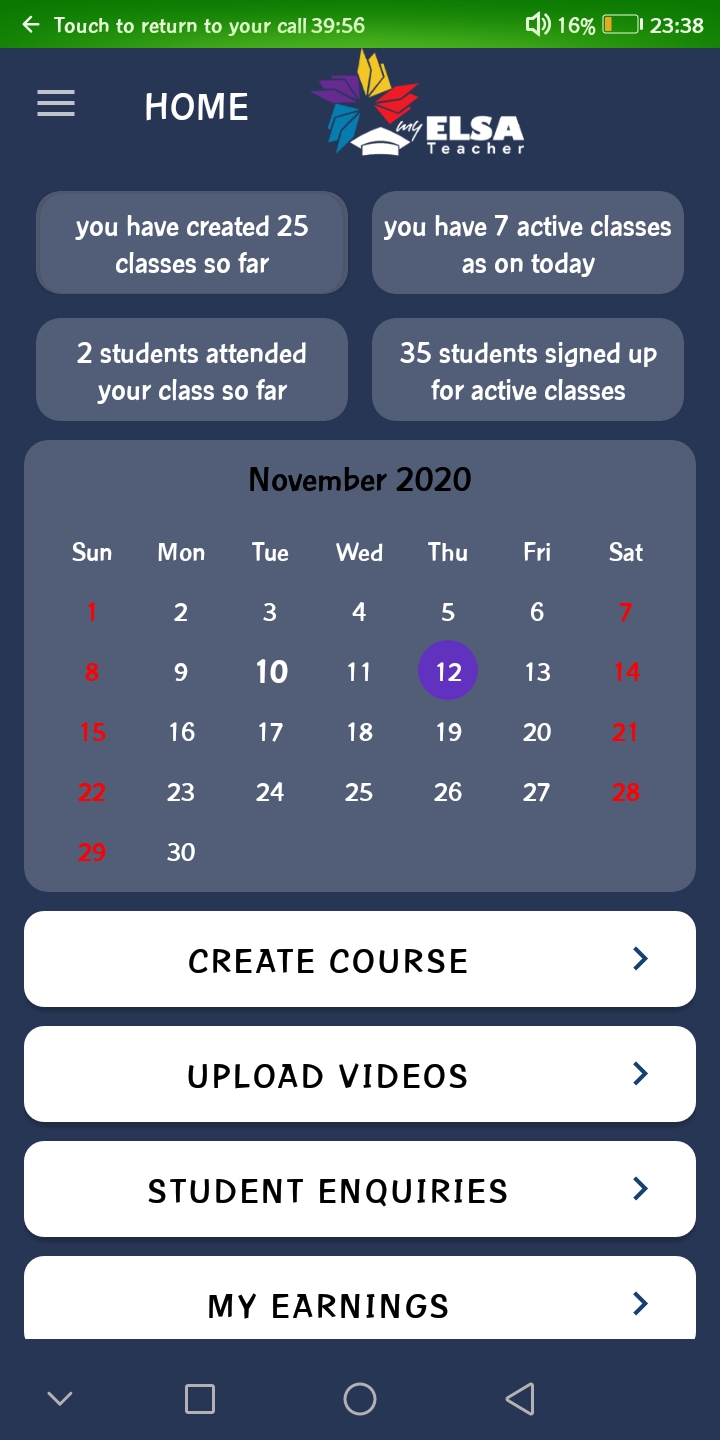 Touch to return to your call 39:56 16% 23:38
HOME
my ELSA
Teacher
you have created 25
classes so far
you have 7 active classes
as on today
2 students attended
your class so far
35 students signed up
for active classes
November 2020
Sun Mon Tue Wed Thu Fri Sat
1 2 3 4 5 6 7
8 9 10 11 12 13 14
15 16 17 18 19 20 21
22 23 24 25 26 27 28
29 30
CREATE COURSE
UPLOAD VIDEOS
STUDENT ENQUIRIES
MY EARNINGS